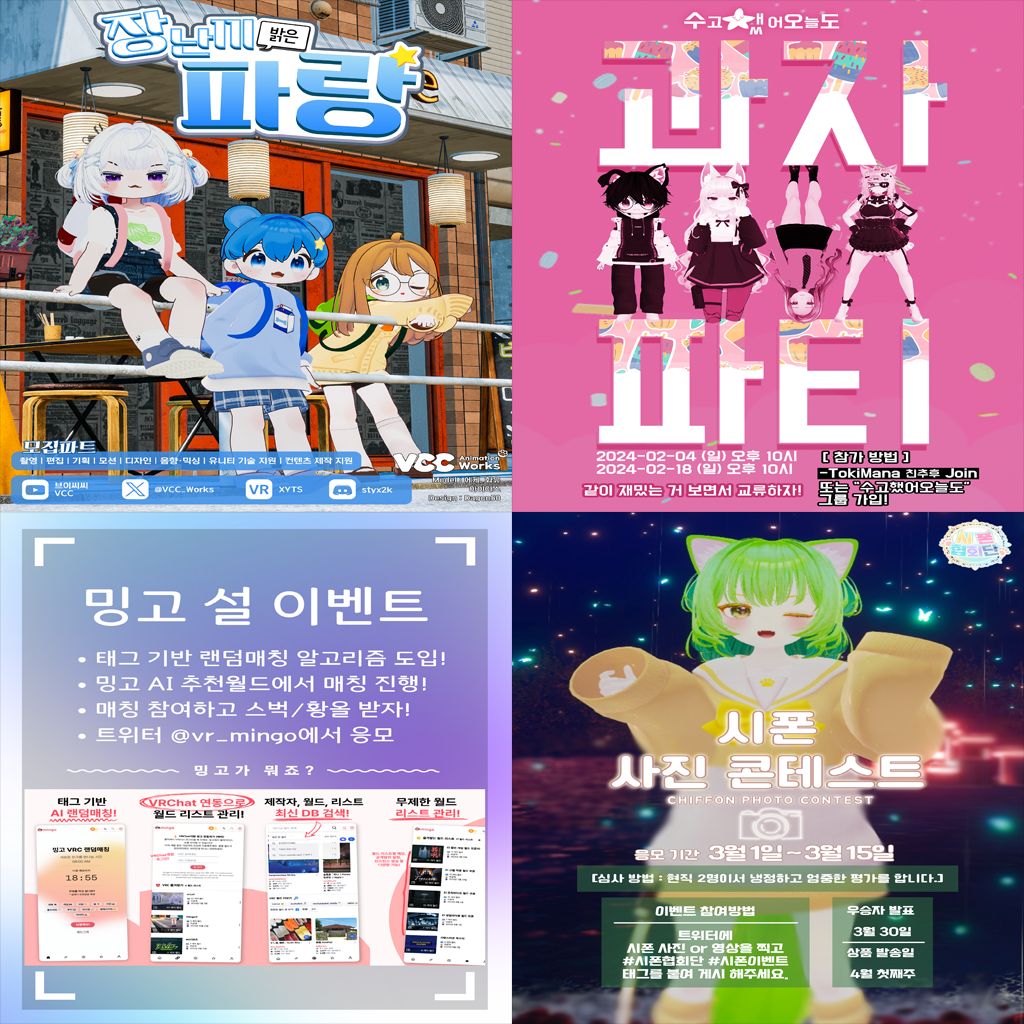 장난끼 밝은
파랑
모집파트
촬영 | 편집 | 기획 | 모션 | 디자인 | 음향·믹싱 | 유니티 기술 지원 | 컨텐츠 제작 지원
VCC Animation Works
브이씨씨
VCC
@VCC_Works
VR XYTS
styx2k
수고했어오늘도
과자
파티
2024-02-04 (일) 오후 10시
2024-02-18 (일) 오후 10시
같이 재밌는 거 보면서 교류하자!
[ 참가 방법 ]
-TokiMana 친추후 Join
또는 "수고했어오늘도"
그룹 가입!
밍고 설 이벤트
• 태그 기반 랜덤매칭 알고리즘 도입!
• 밍고 AI 추천월드에서 매칭 진행!
• 매칭 참여하고 스벅/황올 받자!
• 트위터 @vr_mingo에서 응모
밍고가 뭐죠?
태그 기반
AI 랜덤매칭!
VRChat 연동으로
월드 리스트 관리!
제작자, 월드, 리스트
최신 DB 검색!
무제한 월드
리스트 관리!
밍고 VRC 랜덤매칭
18:55
시폰
협회단
시폰
사진 콘테스트
CHIFFON PHOTO CONTEST
응모 기간 3월 1일 ~ 3월 15일
[심사 방법 : 현직 2명이서 냉정하고 엄중한 평가를 합니다.]
이벤트 참여방법
트위터에
시폰 사진 or 영상을 찍고
#시폰협회단 #시폰이벤트
태그를 붙여 게시 해주세요.
우승자 발표
3월 30일
상품 발송일
4월 첫째주